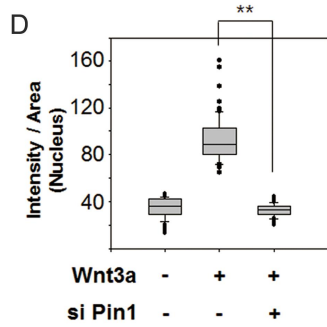 D
**
160
120
80
40
Intensity / Area
(Nucleus)
Wnt3a - + +
si Pin1 - - +